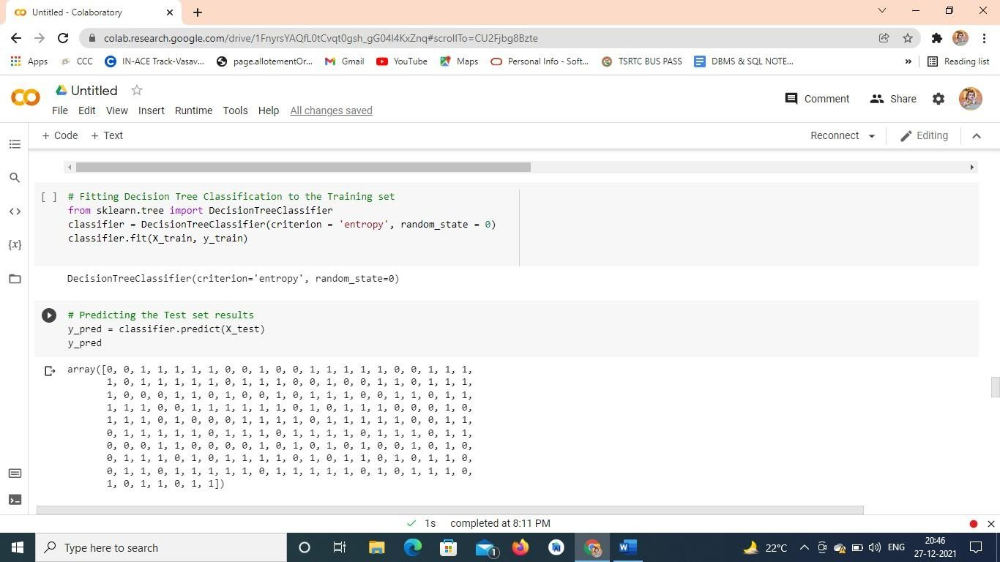 Untitled - Colaboratory
colab.research.google.com/drive/1FnyrsYAQfL0tCvqt0gsh_gG04I4KxZnq#scrollTo=CU2Fjbg8Bzte
Apps CCC IN-ACE Track-Vasav... page.allotementOr... Gmail YouTube Maps Personal Info - Soft... TSRTC BUS PASS DBMS & SQL NOTE... » Reading list
Untitled
Comment Share
File Edit View Insert Runtime Tools Help All changes saved
+ Code + Text Reconnect Editing
[ ] # Fitting Decision Tree Classification to the Training set
from sklearn.tree import DecisionTreeClassifier
classifier = DecisionTreeClassifier(criterion = 'entropy', random_state = 0)
classifier.fit(X_train, y_train)
DecisionTreeClassifier(criterion='entropy', random_state=0)
# Predicting the Test set results
y_pred = classifier.predict(X_test)
y_pred
array([0, 0, 1, 1, 1, 1, 1, 0, 0, 1, 0, 0, 1, 1, 1, 1, 1, 0, 0, 1, 1, 1,
1, 0, 1, 1, 1, 1, 1, 0, 1, 1, 1, 0, 0, 1, 0, 0, 1, 1, 0, 1, 1, 1,
1, 0, 0, 0, 1, 1, 0, 1, 0, 0, 1, 0, 1, 1, 1, 0, 0, 1, 1, 0, 1, 1,
1, 1, 1, 0, 0, 1, 1, 1, 1, 1, 1, 0, 1, 0, 1, 1, 1, 0, 0, 0, 1, 0,
1, 1, 1, 0, 1, 0, 0, 0, 1, 1, 1, 1, 0, 1, 1, 1, 1, 1, 0, 0, 1, 1,
0, 1, 1, 1, 1, 1, 0, 1, 1, 1, 0, 1, 1, 1, 1, 0, 1, 1, 1, 0, 1, 1,
0, 0, 0, 1, 1, 0, 0, 0, 0, 1, 0, 1, 0, 1, 0, 1, 0, 0, 1, 0, 1, 0,
0, 1, 1, 1, 0, 1, 0, 1, 1, 1, 1, 0, 1, 0, 1, 1, 0, 1, 0, 1, 1, 0,
0, 1, 1, 0, 1, 1, 1, 1, 1, 0, 1, 1, 1, 1, 1, 0, 1, 0, 1, 1, 1, 0,
1, 0, 1, 1, 0, 1, 1])
1s completed at 8:11 PM
Type here to search 1 22°C ENG 20:46
27-12-2021